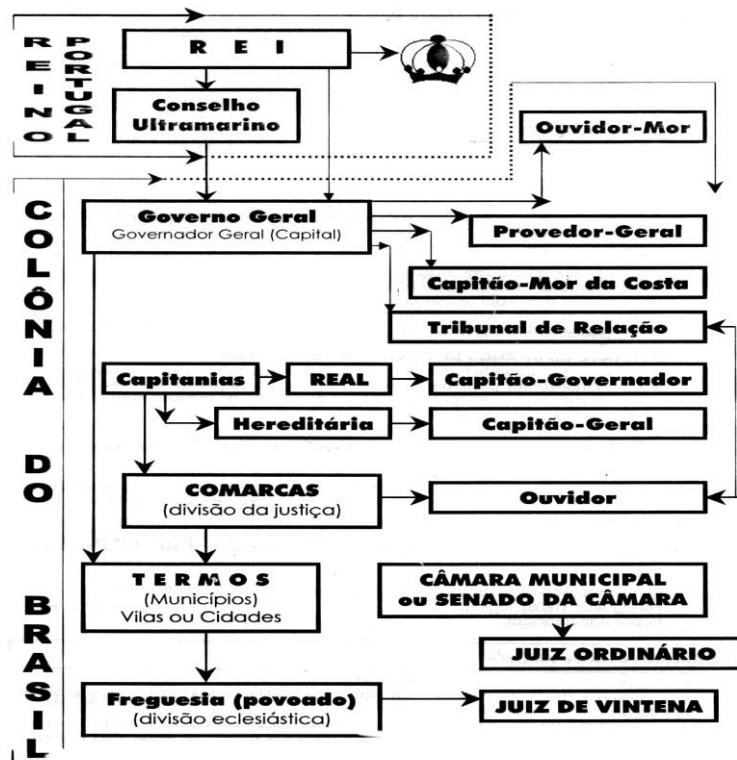 REINO
PORTUGAL
REI
Conselho
Ultramarino
Ouvidor-Mor
COLÔNIA DO BRASIL
Governo Geral
Governador Geral (Capital)
Provedor-Geral
Capitão-Mor da Costa
Tribunal de Relação
Capitanias
REAL
Capitão-Governador
Hereditária
Capitão-Geral
COMARCAS
(divisão da justiça)
Ouvidor
TERMOS
(Municípios)
Vilas ou Cidades
CÂMARA MUNICIPAL
ou SENADO DA CÂMARA
JUIZ ORDINÁRIO
Freguesia (povoado)
(divisão eclesiástica)
JUIZ DE VINTENA